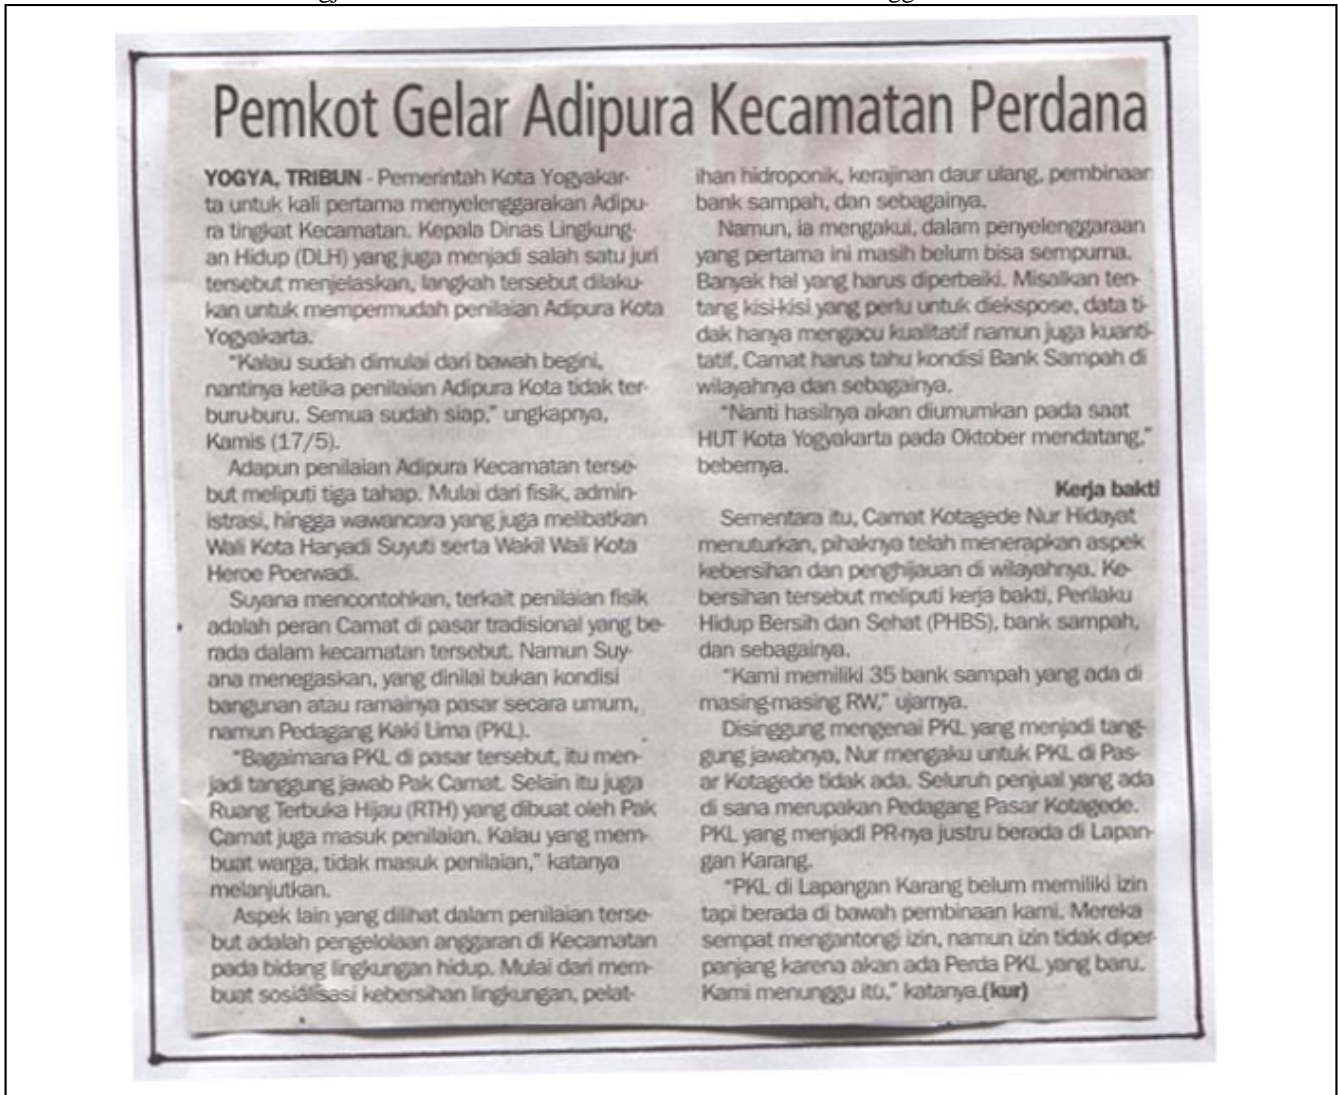 Pemkot Gelar Adipura Kecamatan Perdana
YOGYA, TRIBUN - Pemerintah Kota Yogyakar-
ta untuk kali pertama menyelenggarakan Adipu-
ra tingkat Kecamatan. Kepala Dinas Lingkung-
an Hidup (DLH) yang juga menjadi salah satu juri
tersebut menjelaskan, langkah tersebut dilaku-
kan untuk mempermudah penilaian Adipura Kota
Yogyakarta.
"Kalau sudah dimulai dari bawah begini,
nantinya ketika penilaian Adipura Kota tidak ter-
buru-buru. Semua sudah siap," ungkapnya,
Kamis (17/5).
Adapun penilaian Adipura Kecamatan terse-
but meliputi tiga tahap. Mulai dari fisik, admin-
istrasi, hingga wawancara yang juga melibatkan
Wali Kota Haryadi Suyuti serta Wakil Wali Kota
Heroe Poerwadi.
Suyana mencontohkan, terkait penilaian fisik
adalah peran Camat di pasar tradisional yang be-
rada dalam kecamatan tersebut. Namun Suy-
ana menegaskan, yang dinilai bukan kondisi
bangunan atau ramainya pasar secara umum,
namun Pedagang Kaki Lima (PKL).
"Bagaimana PKL di pasar tersebut, itu men-
jadi tanggung jawab Pak Camat. Selain itu juga
Ruang Terbuka Hijau (RTH) yang dibuat oleh Pak
Camat juga masuk penilaian. Kalau yang mem-
buat warga, tidak masuk penilaian," katanya
melanjutkan.
Aspek lain yang dilihat dalam penilaian terse-
but adalah pengelolaan anggaran di Kecamatan
pada bidang lingkungan hidup. Mulai dari mem-
buat sosialisasi kebersihan lingkungan, pelat-
ihan hidroponik, kerajinan daur ulang, pembinaan
bank sampah, dan sebagainya.
Namun, ia mengakui, dalam penyelenggaraan
yang pertama ini masih belum bisa sempurna.
Banyak hal yang harus diperbaiki. Misalkan ten-
tang kisi-kisi yang perlu untuk diekspose, data ti-
dak hanya mengacu kualitatif namun juga kuanti-
tatif, Camat harus tahu kondisi Bank Sampah di
wilayahnya dan sebagainya.
"Nanti hasilnya akan diumumkan pada saat
HUT Kota Yogyakarta pada Oktober mendatang,"
bebernya.
Kerja bakti
Sementara itu, Camat Kotagede Nur Hidayat
menuturkan, pihaknya telah menerapkan aspek
kebersihan dan penghijauan di wilayahnya. Ke-
bersihan tersebut meliputi kerja bakti, Perilaku
Hidup Bersih dan Sehat (PHBS), bank sampah,
dan sebagainya.
"Kami memiliki 35 bank sampah yang ada di
masing-masing RW," ujarnya.
Disinggung mengenai PKL yang menjadi tang-
gung jawabnya, Nur mengaku untuk PKL di Pas-
ar Kotagede tidak ada. Seluruh penjual yang ada
di sana merupakan Pedagang Pasar Kotagede.
PKL yang menjadi PR-nya justru berada di Lapan-
gan Karang.
"PKL di Lapangan Karang belum memiliki izin
tapi berada di bawah pembinaan kami. Mereka
sempat mengantongi izin, namun izin tidak diper-
panjang karena akan ada Perda PKL yang baru.
Kami menunggu itu," katanya.(kur)